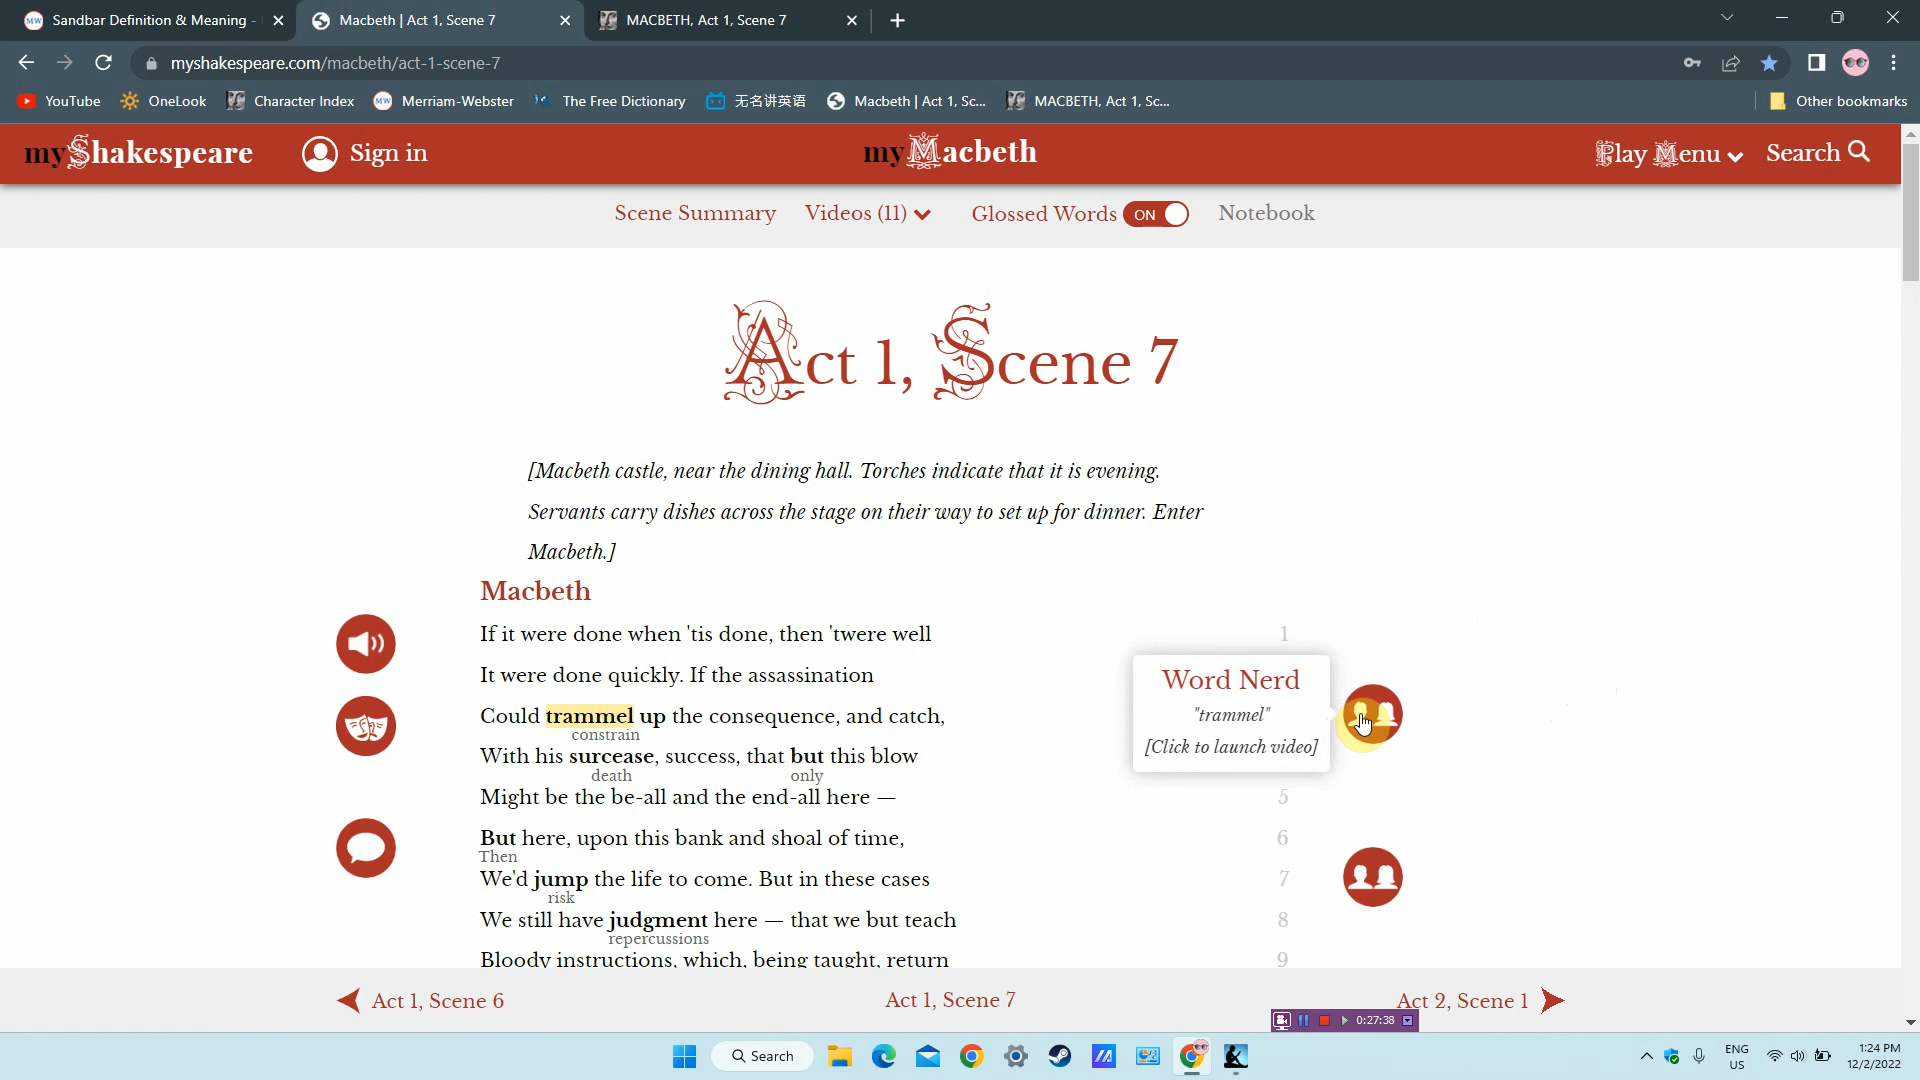 Sandbar Definition & Meaning -
Macbeth | Act 1, Scene 7
MACBETH, Act 1, Scene 7
myshakespeare.com/macbeth/act-1-scene-7
YouTube
OneLook
Character Index
Merriam-Webster
The Free Dictionary
无名讲英语
Macbeth | Act 1, Sc...
MACBETH, Act 1, Sc...
Other bookmarks
myShakespeare
Sign in
myMacbeth
Play Menu
Search
Scene Summary
Videos (11)
Glossed Words
ON
Notebook
Act 1, Scene 7
[Macbeth castle, near the dining hall. Torches indicate that it is evening.
Servants carry dishes across the stage on their way to set up for dinner. Enter
Macbeth.]
Macbeth
If it were done when 'tis done, then 'twere well 1
It were done quickly. If the assassination
Could trammel up the consequence, and catch,
constrain
With his surcease, success, that but this blow
death only
Might be the be-all and the end-all here — 5
But here, upon this bank and shoal of time, 6
Then
We'd jump the life to come. But in these cases 7
risk
We still have judgment here — that we but teach 8
repercussions
Bloody instructions, which, being taught, return 9
Word Nerd
"trammel"
[Click to launch video]
Act 1, Scene 6
Act 1, Scene 7
Act 2, Scene 1
0:27:38
Search
ENG
US
1:24 PM
12/2/2022